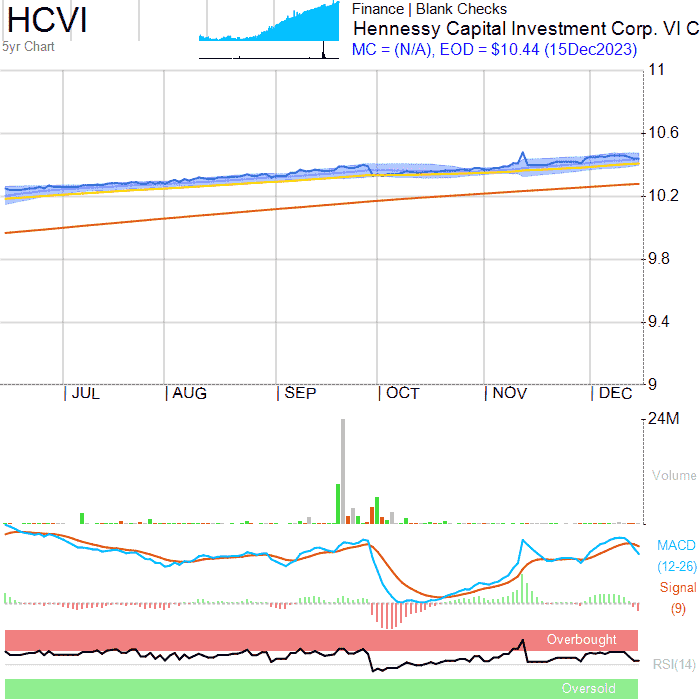 HCVI
5yr Chart
Finance | Blank Checks
Hennessy Capital Investment Corp. VI C
MC = (N/A), EOD = $10.44 (15Dec2023)
11
10.6
10.2
9.8
9.4
9
JUL AUG SEP OCT NOV DEC
24M
Volume
MACD
(12-26)
Signal
(9)
Overbought
RSI(14)
Oversold